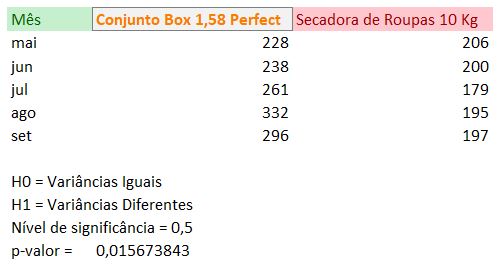 Mês Conjunto Box 1,58 Perfect Secadora de Roupas 10 Kg
mai 228 206
jun 238 200
jul 261 179
ago 332 195
set 296 197
H0 = Variâncias Iguais
H1 = Variâncias Diferentes
Nível de significância = 0,5
p-valor = 0,015673843